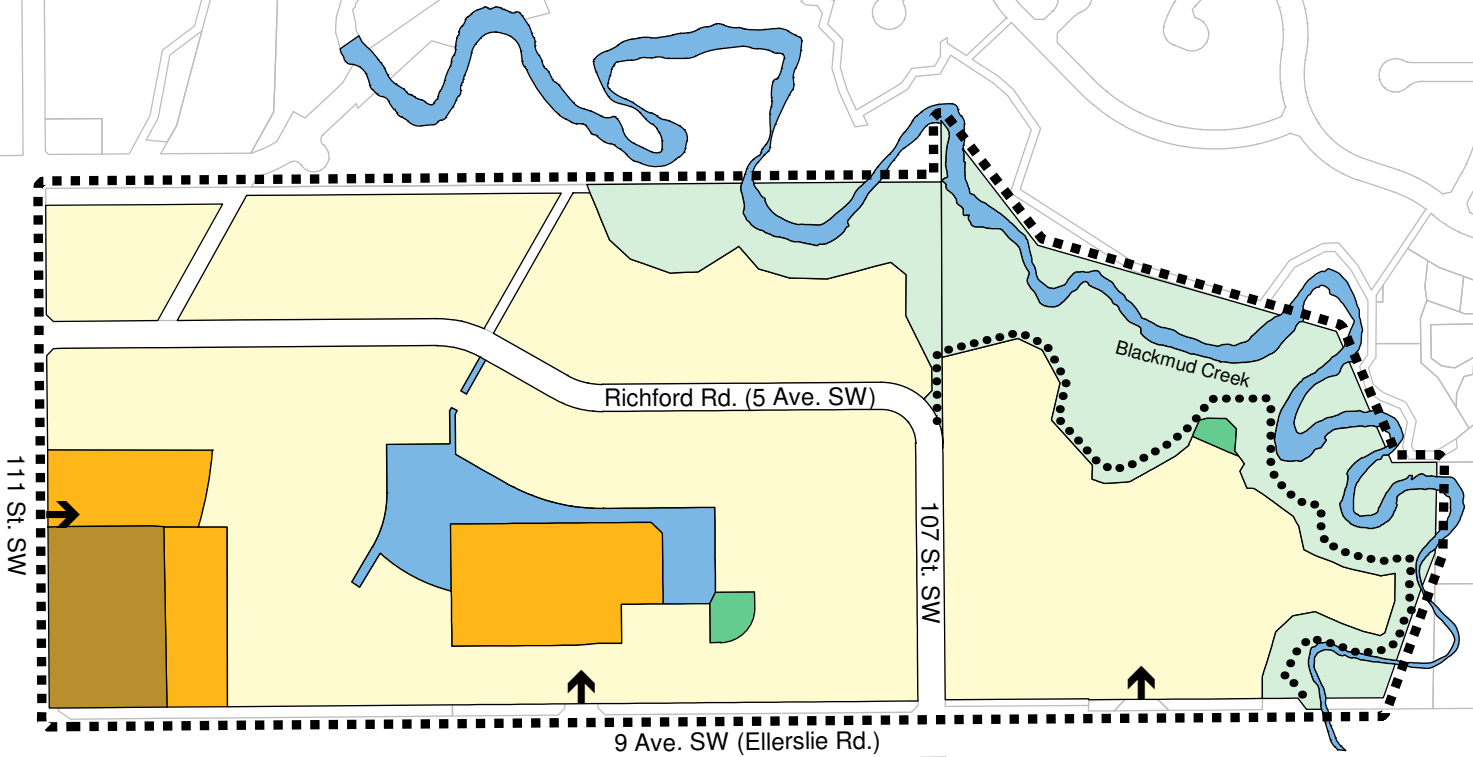 Blackmud Creek
Richford Rd. (5 Ave. SW)
111 St. SW
107 St. SW
9 Ave. SW (Ellerslie Rd.)